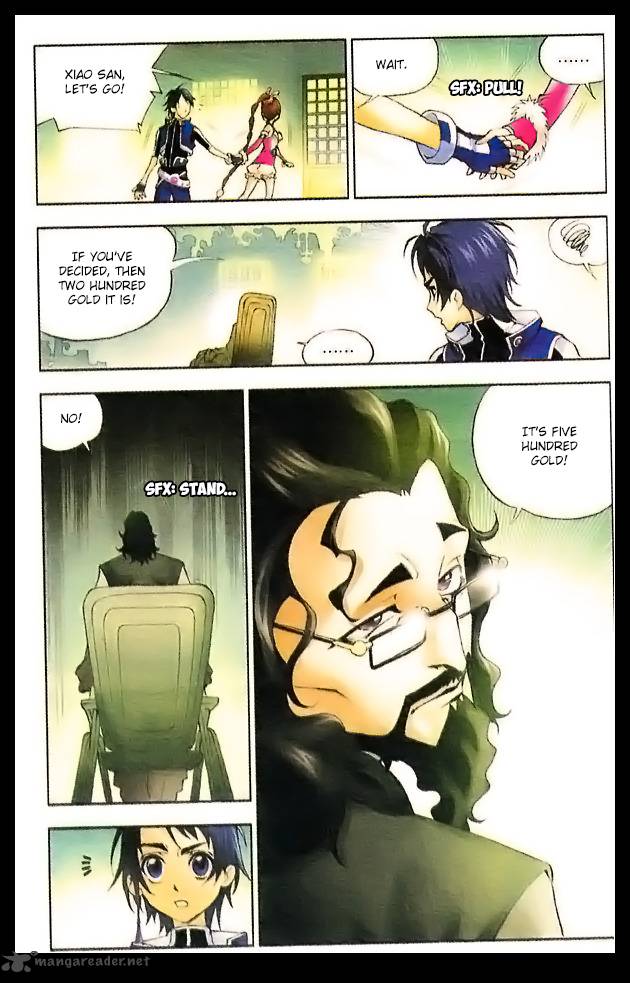 XIAO SAN,
LET'S GO!
WAIT.
SFX: PULL!
......
IF YOU'VE
DECIDED, THEN
TWO HUNDRED
GOLD IT IS!
......
NO!
SFX: STAND...
IT'S FIVE
HUNDRED
GOLD!
mangareader.net